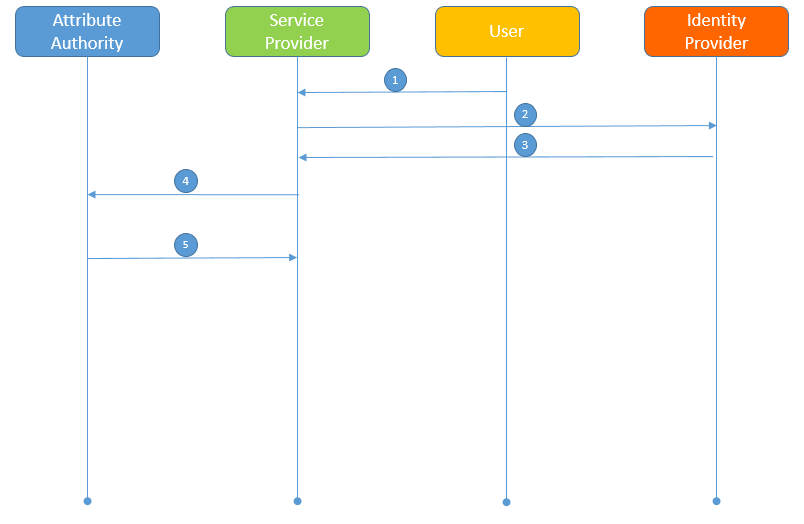 Attribute
Authority
Service
Provider
User
Identity
Provider
1
2
3
4
5